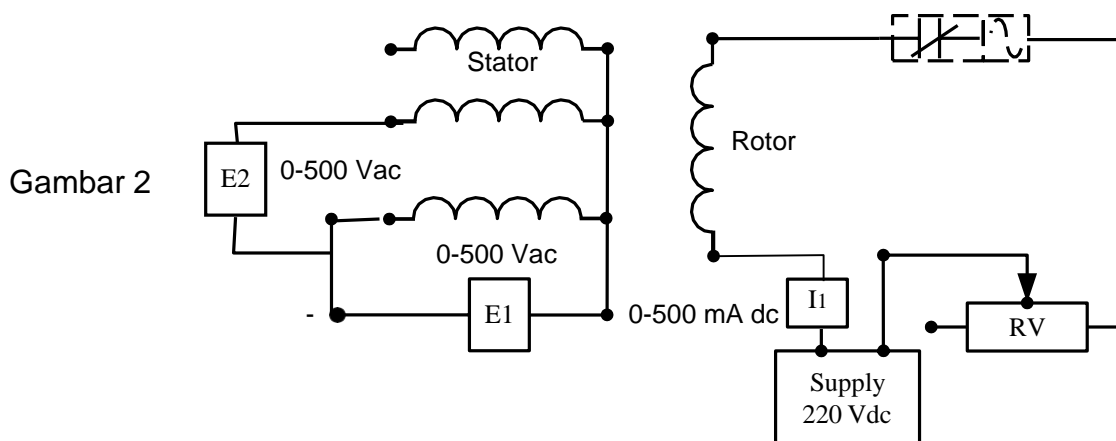 Stator
Rotor
Gambar 2
E2
0-500 Vac
0-500 Vac
-
E1
0-500 mA dc
I1
RV
Supply
220 Vdc